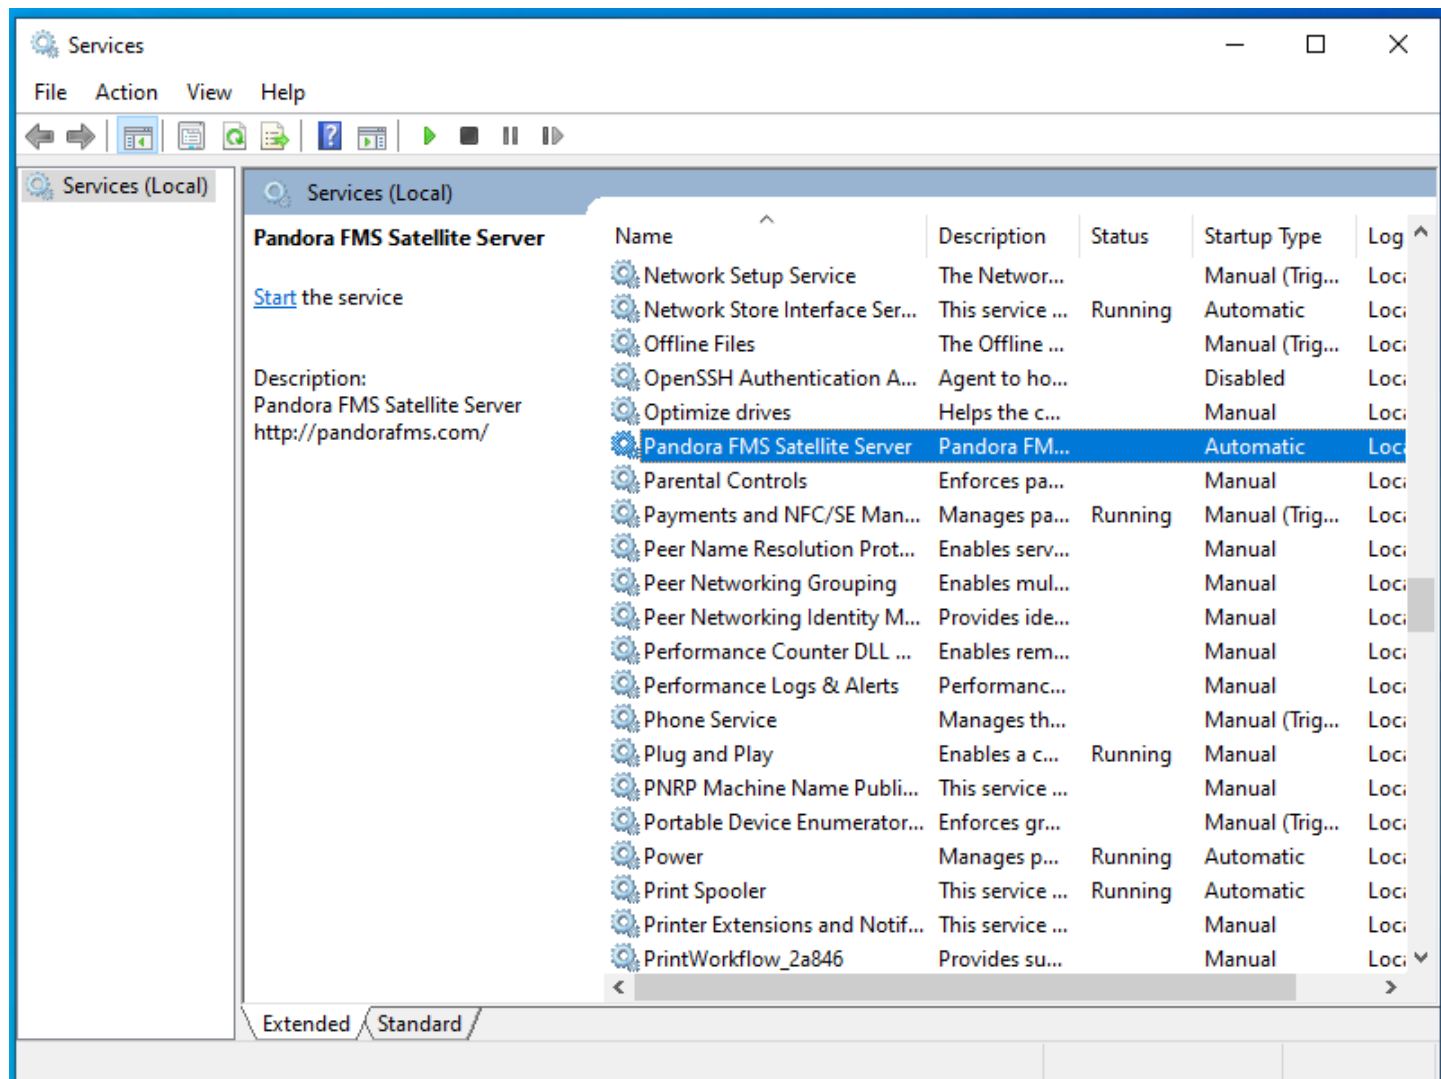 Services
File Action View Help
Services (Local)
Services (Local)
Pandora FMS Satellite Server
Start the service
Description:
Pandora FMS Satellite Server
http://pandorafms.com/
Name Description Status Startup Type Log
Network Setup Service The Networ... Manual (Trig... Loca
Network Store Interface Ser... This service ... Running Automatic Loca
Offline Files The Offline ... Manual (Trig... Loca
OpenSSH Authentication A... Agent to ho... Disabled Loca
Optimize drives Helps the c... Manual Loca
Pandora FMS Satellite Server Pandora FM... Automatic Loca
Parental Controls Enforces pa... Manual Loca
Payments and NFC/SE Man... Manages pa... Running Manual (Trig... Loca
Peer Name Resolution Prot... Enables serv... Manual Loca
Peer Networking Grouping Enables mul... Manual Loca
Peer Networking Identity M... Provides ide... Manual Loca
Performance Counter DLL ... Enables rem... Manual Loca
Performance Logs & Alerts Performanc... Manual Loca
Phone Service Manages th... Manual (Trig... Loca
Plug and Play Enables a c... Running Manual Loca
PNRP Machine Name Publi... This service ... Manual Loca
Portable Device Enumerator... Enforces gr... Manual (Trig... Loca
Power Manages p... Running Automatic Loca
Print Spooler This service ... Running Automatic Loca
Printer Extensions and Notif... This service ... Manual Loca
PrintWorkflow_2a846 Provides su... Manual Loca
Extended Standard